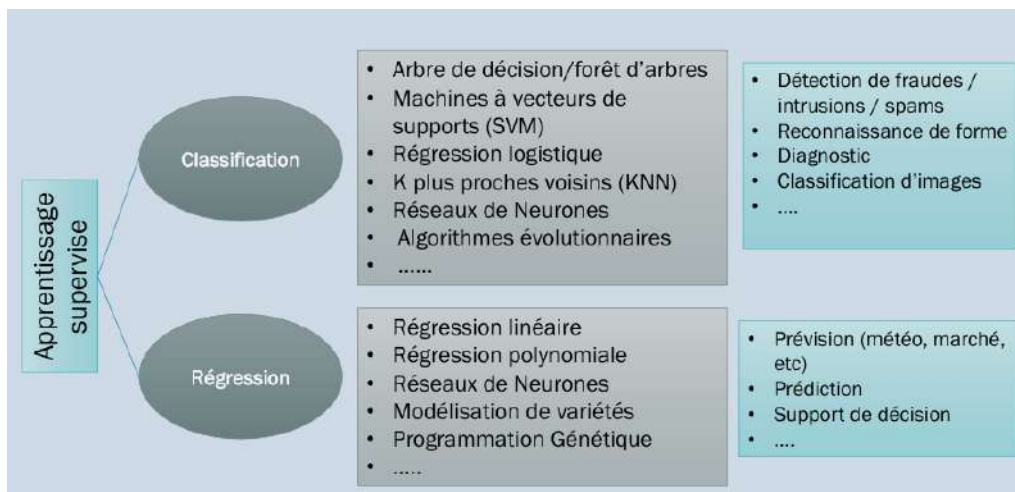 Apprentissage
supervise
Classification
• Arbre de décision/forêt d'arbres
• Machines à vecteurs de
supports (SVM)
• Régression logistique
• K plus proches voisins (KNN)
• Réseaux de Neurones
• Algorithmes évolutionnaires
• ......
• Détection de fraudes /
intrusions / spams
• Reconnaissance de forme
• Diagnostic
• Classification d'images
• ....
Régression
• Régression linéaire
• Régression polynomiale
• Réseaux de Neurones
• Modélisation de variétés
• Programmation Génétique
• .....
• Prévision (météo, marché,
etc)
• Prédiction
• Support de décision
• ....